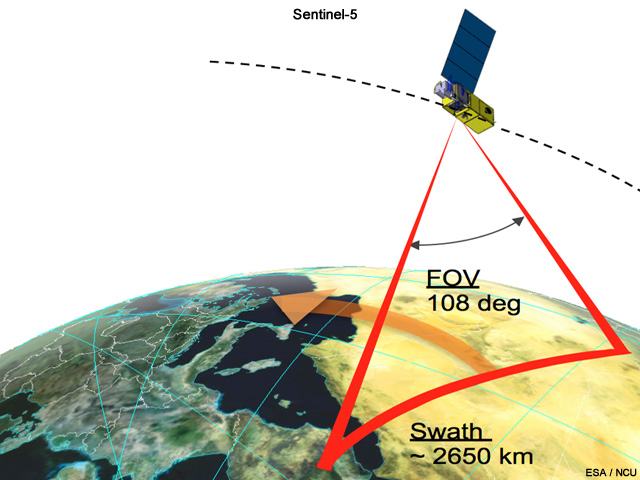 Sentinel-5
FOV
108 deg
Swath
~ 2650 km
ESA / NCU